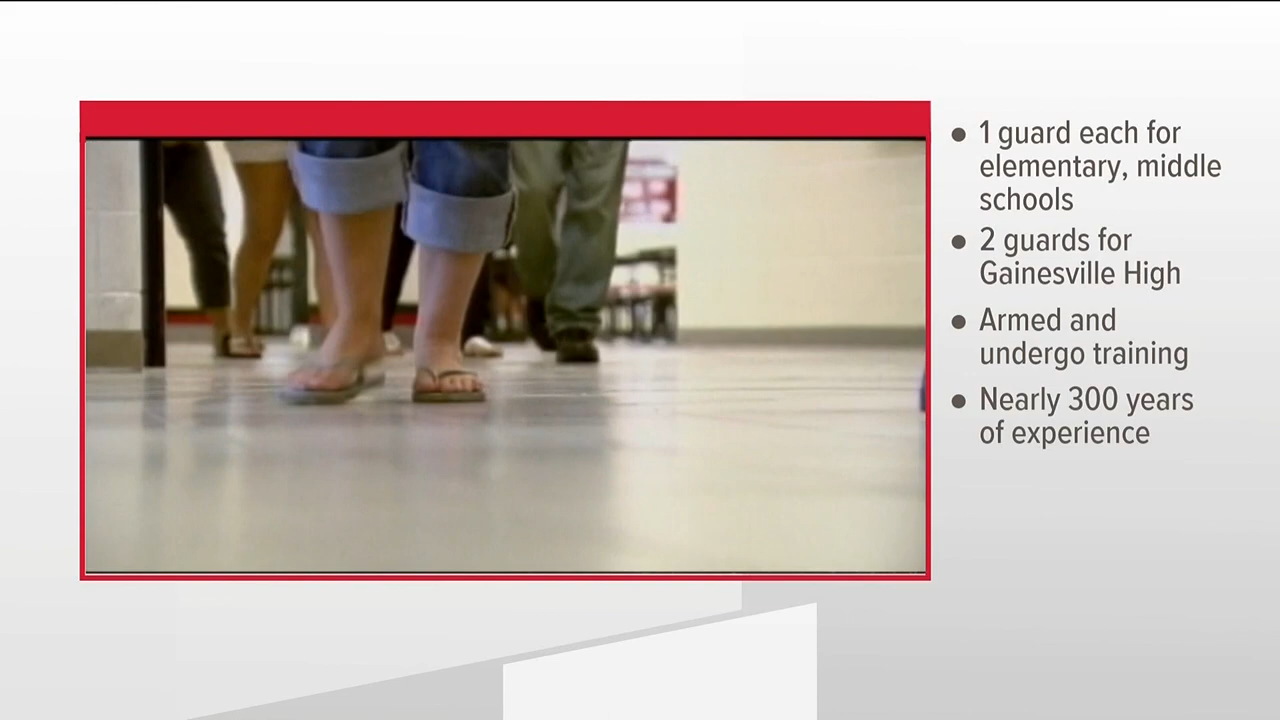 ● 1 guard each for
elementary, middle
schools
● 2 guards for
Gainesville High
● Armed and
undergo training
● Nearly 300 years
of experience